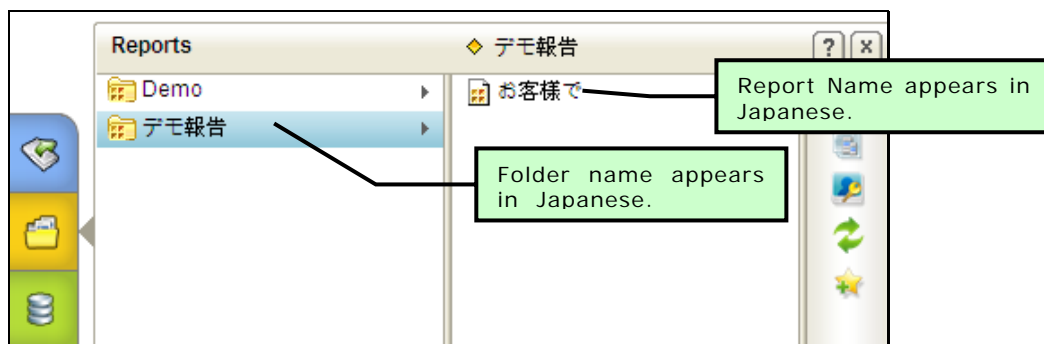 Reports
デモ報告
? x
Demo
お客様で
デモ報告
Report Name appears in
Japanese.
Folder name appears
in Japanese.